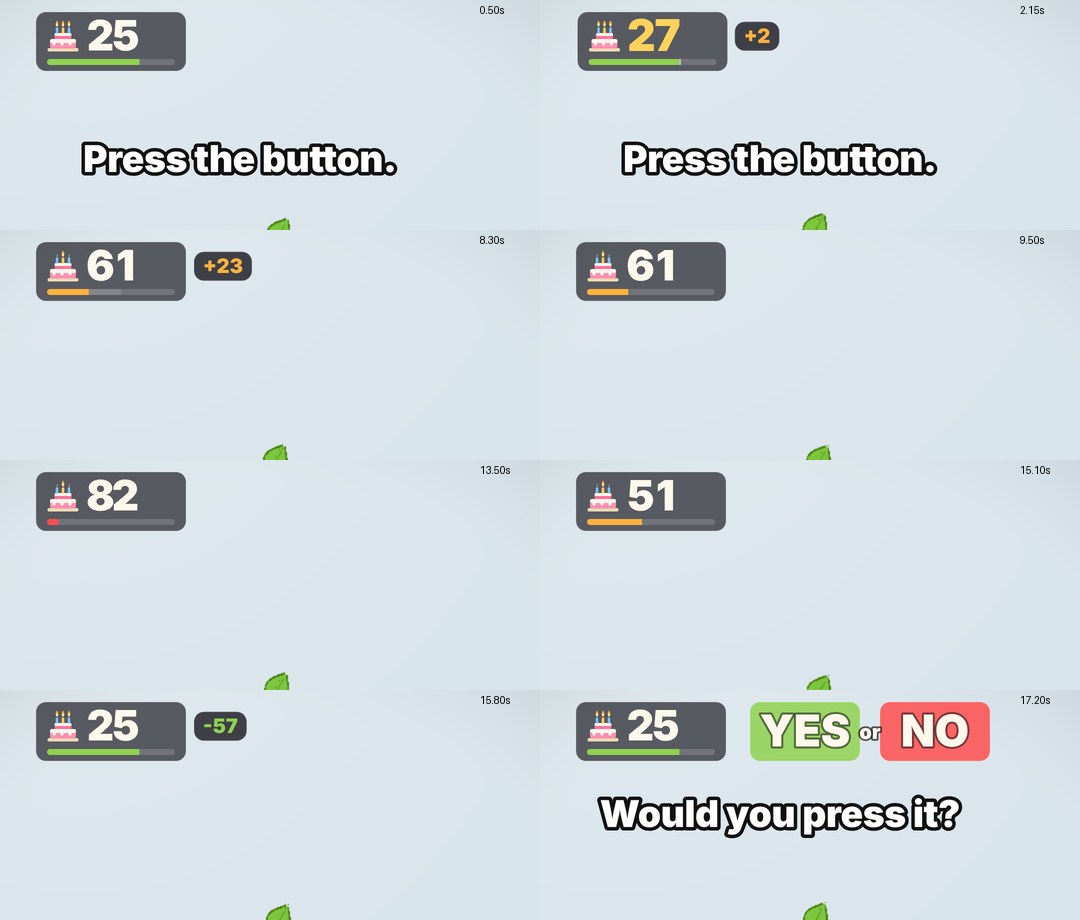 25
0.50s
Press the button.
27
+2
2.15s
Press the button.
61
+23
8.30s
61
9.50s
82
13.50s
51
15.10s
25
-57
15.80s
25
YES or NO
17.20s
Would you press it?